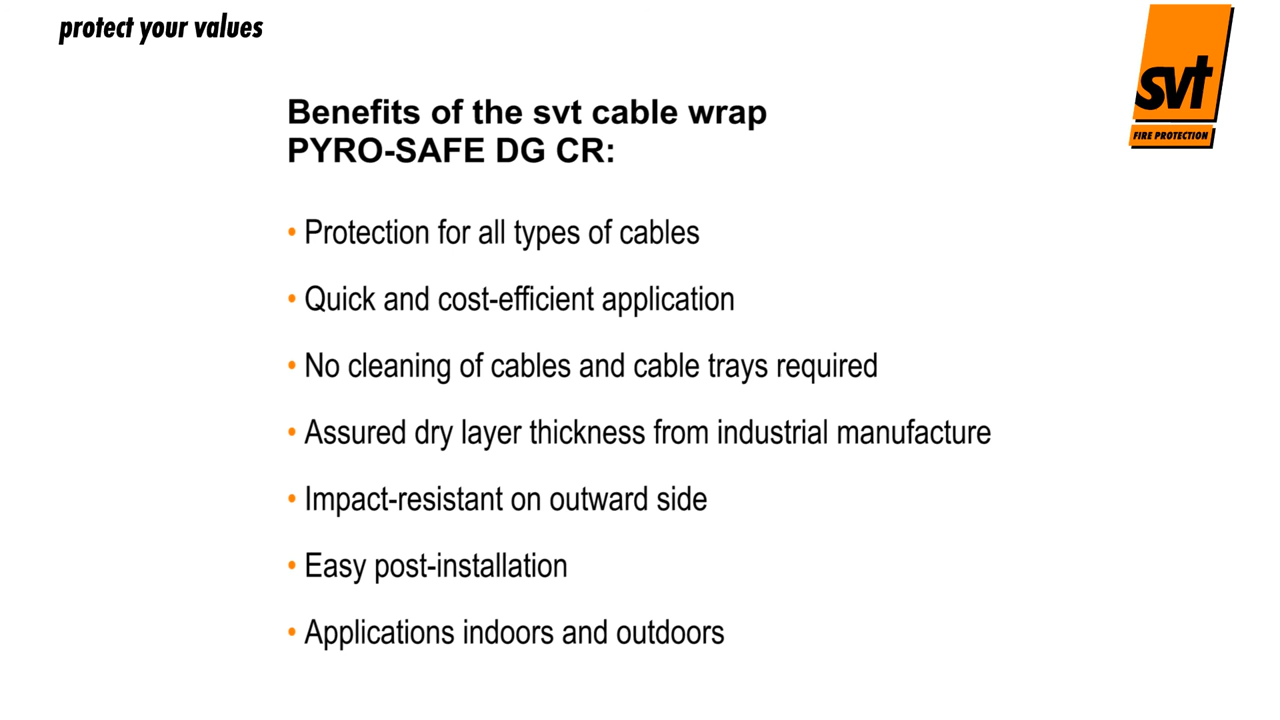 protect your values
svt
FIRE PROTECTION
Benefits of the svt cable wrap
PYRO-SAFE DG CR:
• Protection for all types of cables
• Quick and cost-efficient application
• No cleaning of cables and cable trays required
• Assured dry layer thickness from industrial manufacture
• Impact-resistant on outward side
• Easy post-installation
• Applications indoors and outdoors